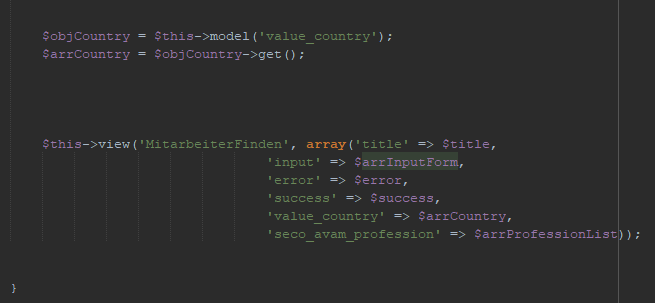 $objCountry = $this->model('value_country');
$arrCountry = $objCountry->get();
$this->view('MitarbeiterFinden', array('title' => $title,
'input' => $arrInputForm,
'error' => $error,
'success' => $success,
'value_country' => $arrCountry,
'seco_avam_profession' => $arrProfessionList));
}